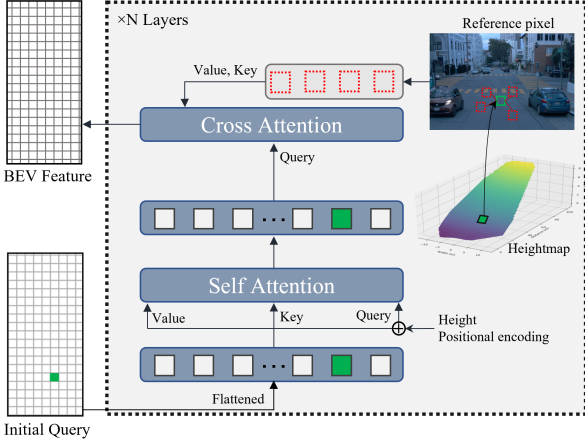 ×N Layers
Reference pixel
Value, Key
Cross Attention
BEV Feature
Query
Heightmap
Self Attention
Value
Key
Query
Height
Positional encoding
Flattened
Initial Query